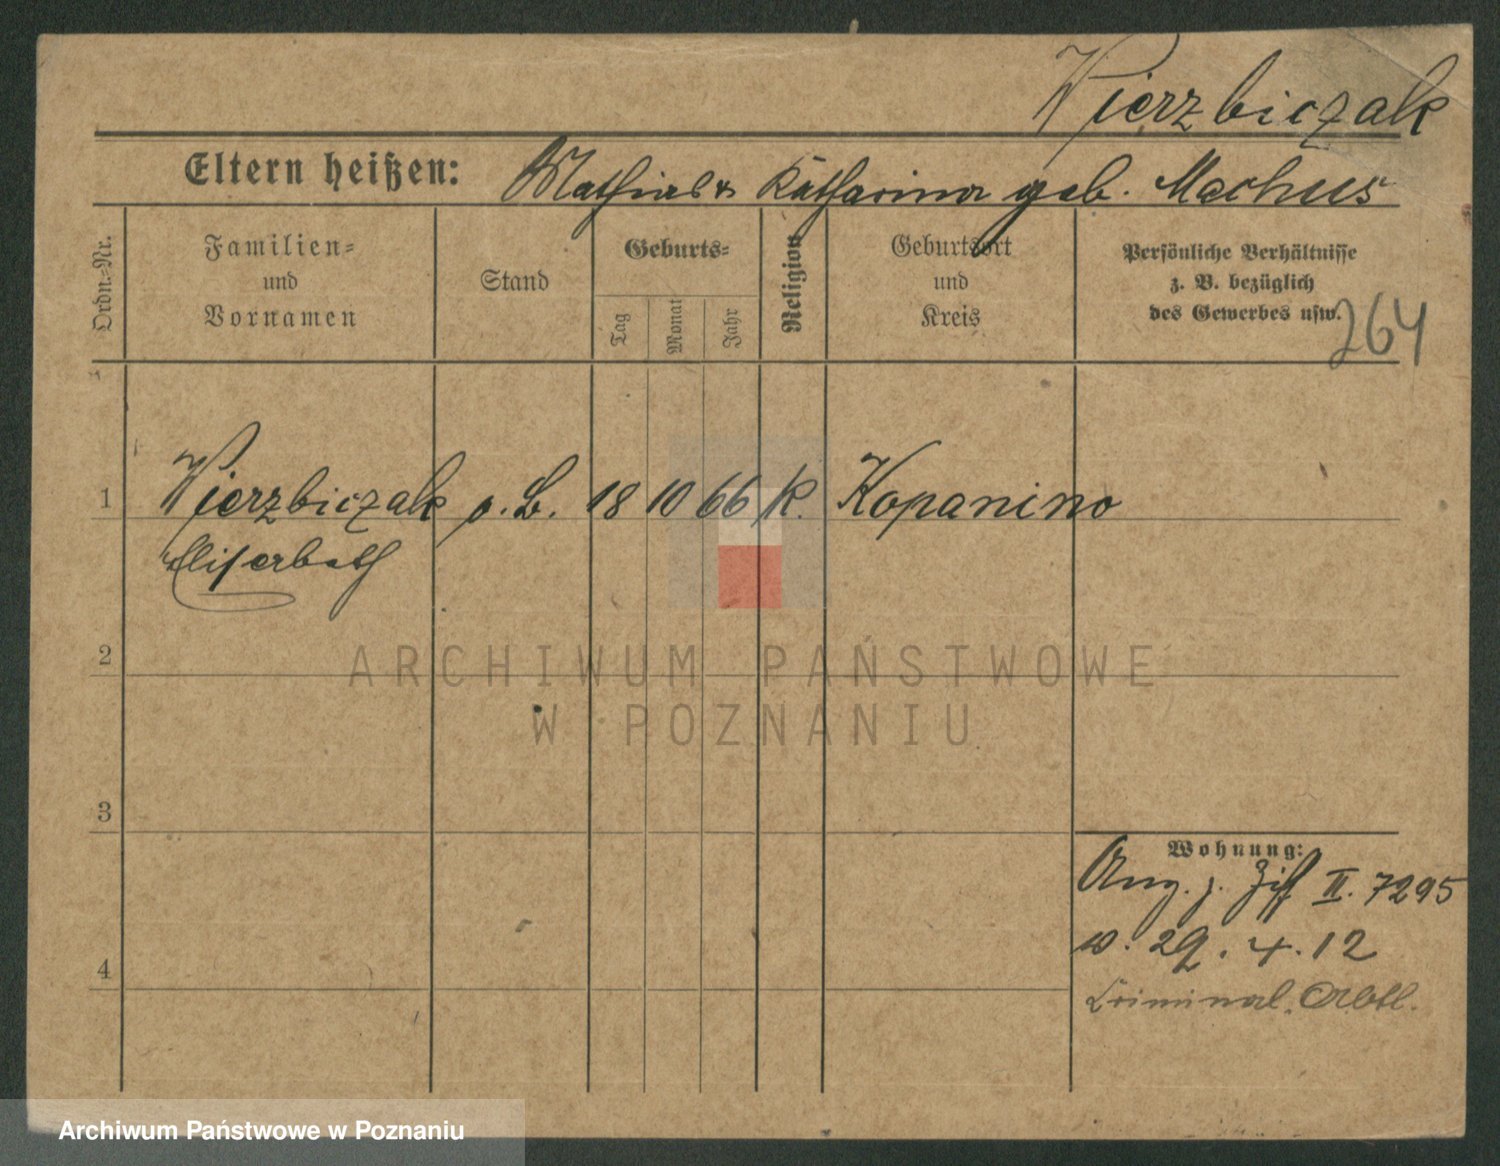 Wierzbiczak
Eltern heißen: Mathias & Katharina geb. Machus
Ordn.-Nr.
Familien-
und
Vornamen
Stand
Geburts-
Tag
Monat
Jahr
Religion
Geburtsort
und
Kreis
Persönliche Verhältnisse
z. B. bezüglich
des Gewerbes usw.
264
1 Wierzbiczak o. B. 18 10 66 k. Kopanino
Elisabeth
2
ARCHIWUM PAŃSTWOWE
W POZNANIU
3
Wohnung:
Ang. z. Ziff II. 7295
29. 4. 12
4
Criminal. Abtl.
Archiwum Państwowe w Poznaniu